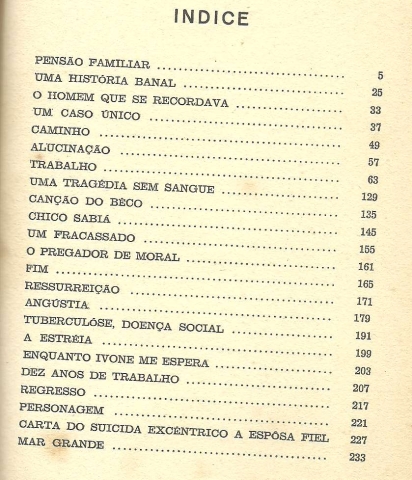 INDICE
PENSÃO FAMILIAR ........ 5
UMA HISTÓRIA BANAL ........ 25
O HOMEM QUE SE RECORDAVA ........ 33
UM CASO ÚNICO ........ 37
CAMINHO ........ 49
ALUCINAÇÃO ........ 57
TRABALHO ........ 63
UMA TRAGÉDIA SEM SANGUE ........ 129
CANÇÃO DO BÊCO ........ 135
CHICO SABIÁ ........ 145
UM FRACASSADO ........ 155
O PREGADOR DE MORAL ........ 161
FIM ........ 165
RESSURREIÇÃO ........ 171
ANGÚSTIA ........ 179
TUBERCULÓSE, DOENÇA SOCIAL ........ 191
A ESTRÉIA ........ 199
ENQUANTO IVONE ME ESPERA ........ 203
DEZ ANOS DE TRABALHO ........ 207
REGRESSO ........ 217
PERSONAGEM ........ 221
CARTA DO SUICIDA EXCÊNTRICO A ESPÔSA FIEL 227
MAR GRANDE ........ 233